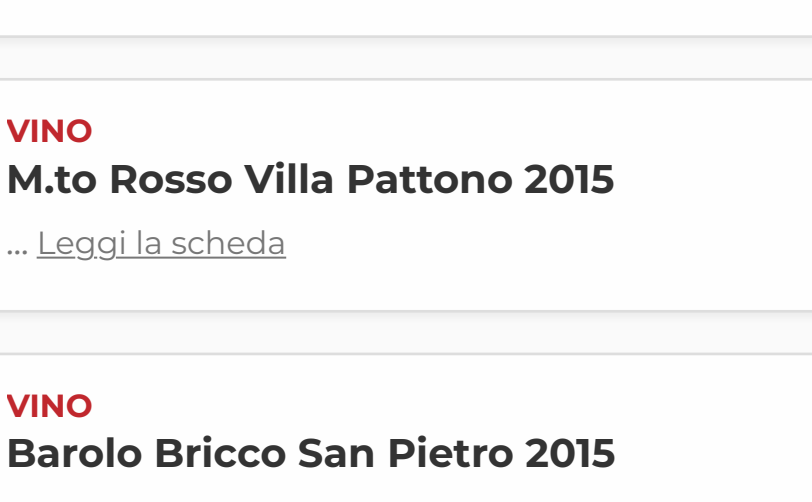 VINO
M.to Rosso Villa Pattono 2015
... Leggi la scheda
VINO
Barolo Bricco San Pietro 2015